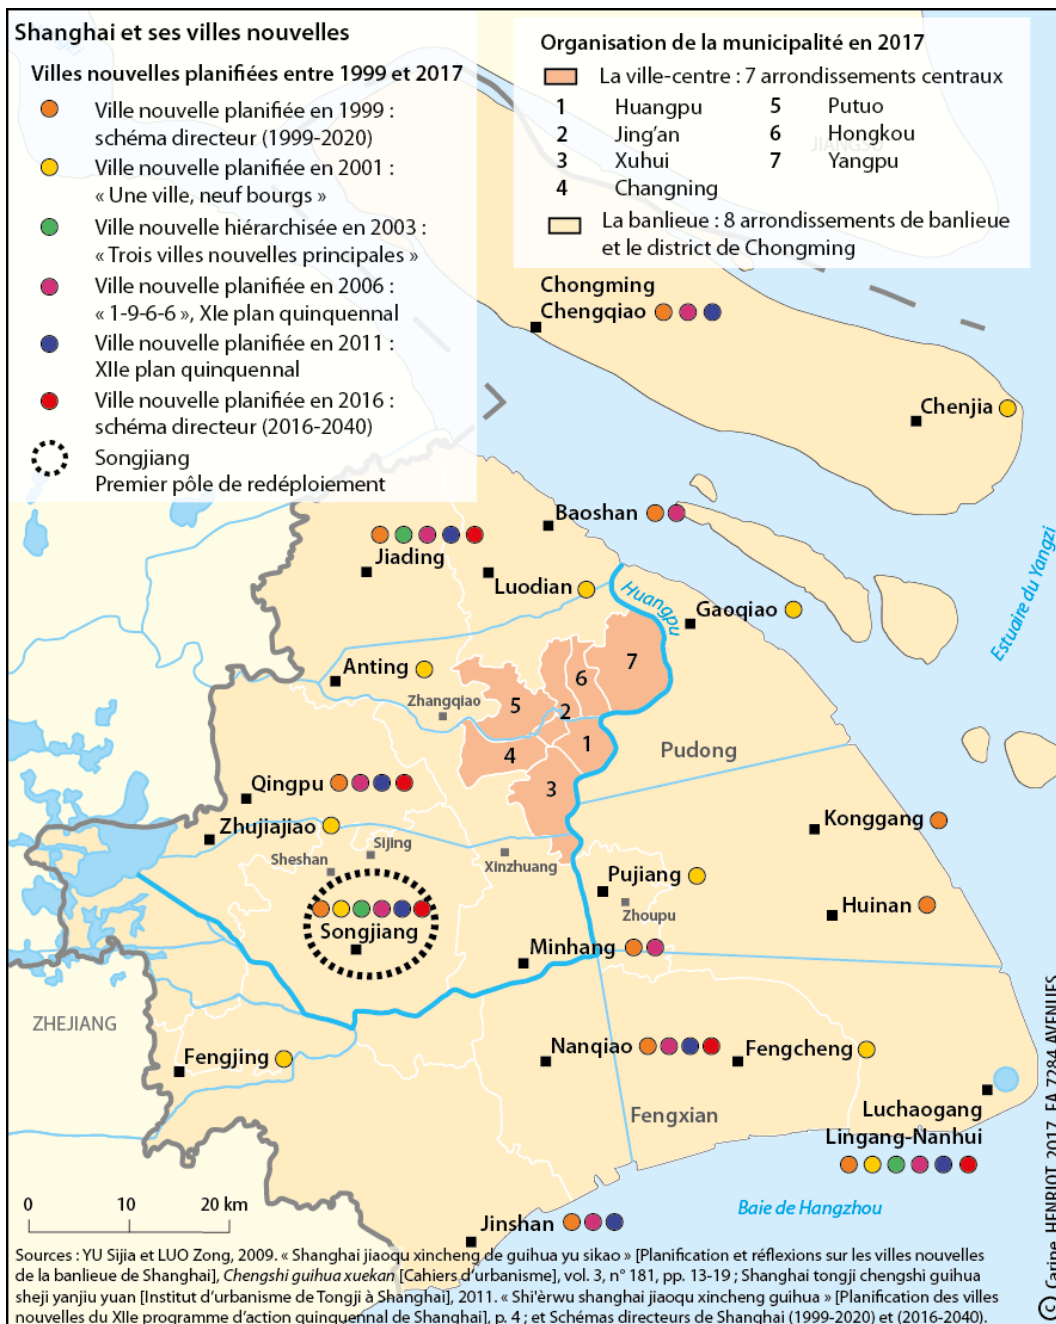 Shanghai et ses villes nouvelles
Villes nouvelles planifiées entre 1999 et 2017
Ville nouvelle planifiée en 1999 :
schéma directeur (1999-2020)
Ville nouvelle planifiée en 2001 :
« Une ville, neuf bourgs »
Ville nouvelle hiérarchisée en 2003 :
« Trois villes nouvelles principales »
Ville nouvelle planifiée en 2006 :
« 1-9-6-6 », XIe plan quinquennal
Ville nouvelle planifiée en 2011 :
XIIe plan quinquennal
Ville nouvelle planifiée en 2016 :
schéma directeur (2016-2040)
Songjiang
Premier pôle de redéploiement
Organisation de la municipalité en 2017
La ville-centre : 7 arrondissements centraux
1 Huangpu
2 Jing'an
3 Xuhui
4 Changning
5 Putuo
6 Hongkou
7 Yangpu
La banlieue : 8 arrondissements de banlieue
et le district de Chongming
JIANGSU
Chongming
Chengqiao
Chenjia
Baoshan
Jiading
Luodian
Huangpu
Gaoqiao
Estuaire du Yangzi
Anting
Zhangqiao
7
6
5
2
1
4
3
Pudong
Qingpu
Zhujiajiao
Sijing
Sheshan
Xinzhuang
Konggang
Pujiang
Zhoupu
Huinan
Songjiang
Minhang
ZHEJIANG
Nanqiao
Fengcheng
Fengjing
Fengxian
Luchaogang
Lingang-Nanhui
Baie de Hangzhou
Jinshan
0 10 20 km
Sources : YU Sijia et LUO Zong, 2009. « Shanghai jiaoqu xincheng de guihua yu sikao » [Planification et réflexions sur les villes nouvelles
de la banlieue de Shanghai], Chengshi guihua xuekan [Cahiers d'urbanisme], vol. 3, n° 181, pp. 13-19 ; Shanghai tongji chengshi guihua
sheji yanjiu yuan [Institut d'urbanisme de Tongji à Shanghai], 2011. « Shi'èrwu shanghai jiaoqu xincheng guihua » [Planification des villes
nouvelles du XIIe programme d'action quinquennal de Shanghai], p. 4 ; et Schémas directeurs de Shanghai (1999-2020) et (2016-2040).
© Carine HENRIOT 2017, EA 7284 AVENUES